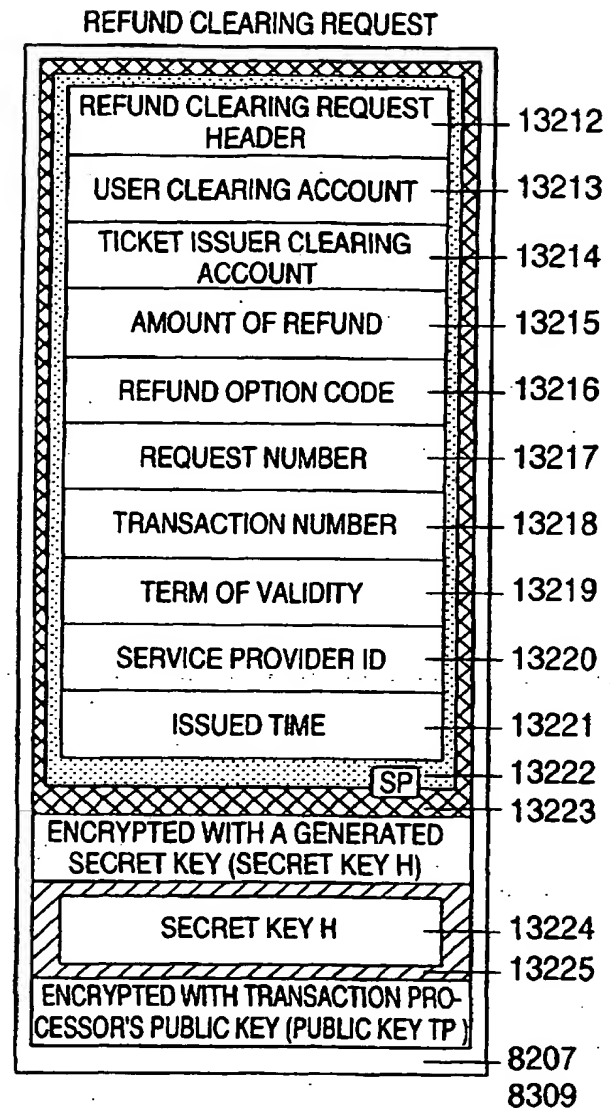 REFUND CLEARING REQUEST
REFUND CLEARING REQUEST
HEADER
13212
USER CLEARING ACCOUNT
13213
TICKET ISSUER CLEARING
ACCOUNT
13214
AMOUNT OF REFUND
13215
REFUND OPTION CODE
13216
REQUEST NUMBER
13217
TRANSACTION NUMBER
13218
TERM OF VALIDITY
13219
SERVICE PROVIDER ID
13220
ISSUED TIME
13221
SP
13222
13223
ENCRYPTED WITH A GENERATED
SECRET KEY (SECRET KEY H)
SECRET KEY H
13224
13225
ENCRYPTED WITH TRANSACTION PRO-
CESSOR'S PUBLIC KEY (PUBLIC KEY TP )
8207
8309